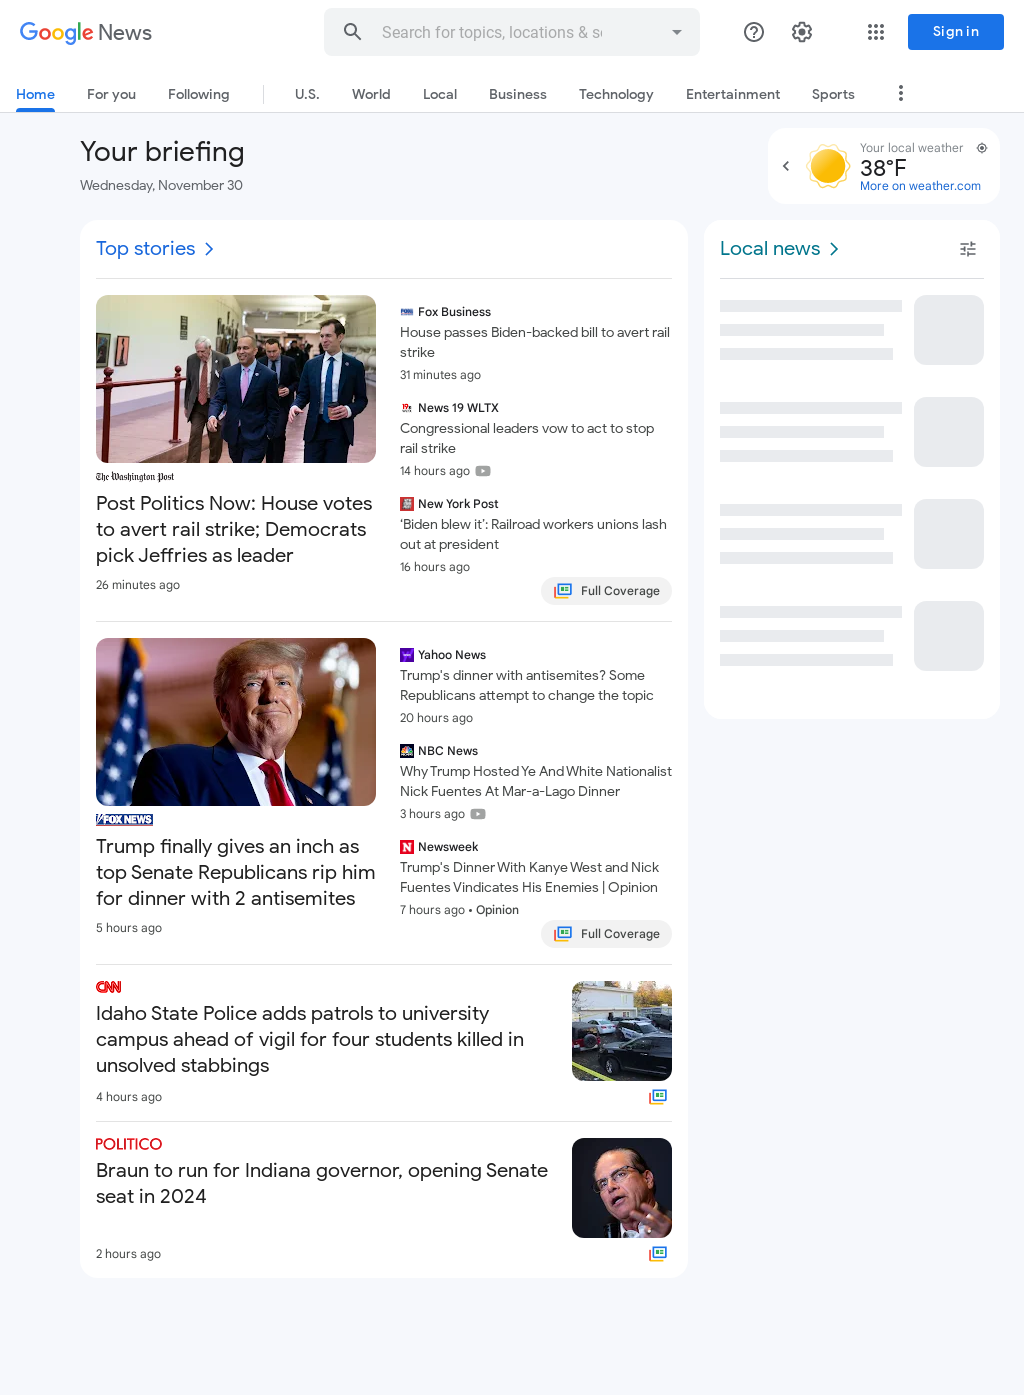 Google News
Search for topics, locations & s
Sign in
Home
For you
Following
U.S.
World
Local
Business
Technology
Entertainment
Sports
Your briefing
Wednesday, November 30
Your local weather
38°F
More on weather.com
Top stories
The Washington Post
Post Politics Now: House votes
to avert rail strike; Democrats
pick Jeffries as leader
26 minutes ago
Fox Business
House passes Biden-backed bill to avert rail
strike
31 minutes ago
News 19 WLTX
Congressional leaders vow to act to stop
rail strike
14 hours ago
New York Post
‘Biden blew it’: Railroad workers unions lash
out at president
16 hours ago
Full Coverage
FOX NEWS
Trump finally gives an inch as
top Senate Republicans rip him
for dinner with 2 antisemites
5 hours ago
Yahoo News
Trump's dinner with antisemites? Some
Republicans attempt to change the topic
20 hours ago
NBC News
Why Trump Hosted Ye And White Nationalist
Nick Fuentes At Mar-a-Lago Dinner
3 hours ago
Newsweek
Trump's Dinner With Kanye West and Nick
Fuentes Vindicates His Enemies | Opinion
7 hours ago • Opinion
Full Coverage
CNN
Idaho State Police adds patrols to university
campus ahead of vigil for four students killed in
unsolved stabbings
4 hours ago
POLITICO
Braun to run for Indiana governor, opening Senate
seat in 2024
2 hours ago
Local news